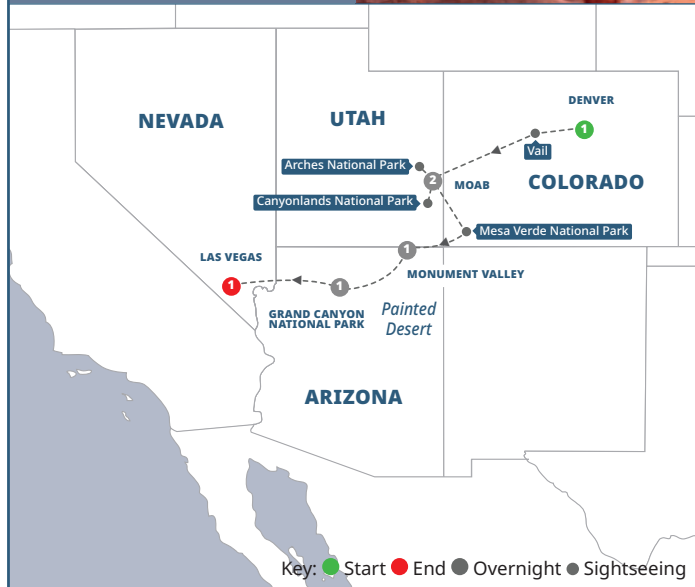 DENVER
NEVADA
UTAH
1
Vail
Arches National Park
2
MOAB
COLORADO
Canyonlands National Park
Mesa Verde National Park
LAS VEGAS
1
MONUMENT VALLEY
1
1
GRAND CANYON
NATIONAL PARK
Painted
Desert
ARIZONA
Key: Start End Overnight Sightseeing